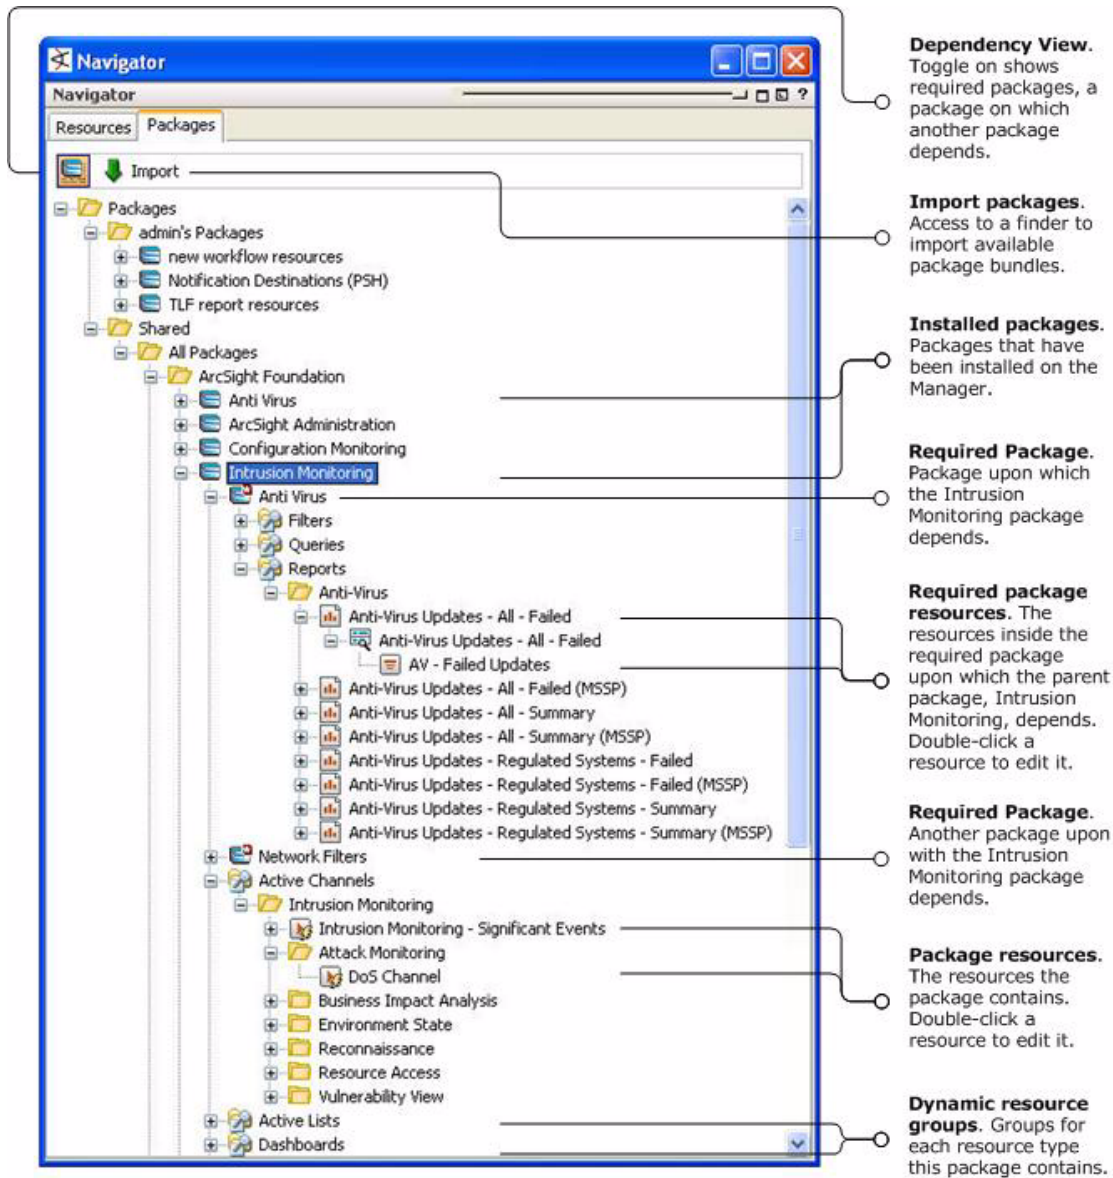 Navigator
Navigator
?
Resources
Packages
Import
Packages
admin's Packages
new workflow resources
Notification Destinations (PSH)
TLF report resources
Shared
All Packages
ArcSight Foundation
Anti Virus
ArcSight Administration
Configuration Monitoring
Intrusion Monitoring
Anti Virus
Filters
Queries
Reports
Anti-Virus
Anti-Virus Updates - All - Failed
Anti-Virus Updates - All - Failed
AV - Failed Updates
Anti-Virus Updates - All - Failed (MSSP)
Anti-Virus Updates - All - Summary
Anti-Virus Updates - All - Summary (MSSP)
Anti-Virus Updates - Regulated Systems - Failed
Anti-Virus Updates - Regulated Systems - Failed (MSSP)
Anti-Virus Updates - Regulated Systems - Summary
Anti-Virus Updates - Regulated Systems - Summary (MSSP)
Network Filters
Active Channels
Intrusion Monitoring
Intrusion Monitoring - Significant Events
Attack Monitoring
DoS Channel
Business Impact Analysis
Environment State
Reconnaissance
Resource Access
Vulnerability View
Active Lists
Dashboards
Dependency View.
Toggle on shows
required packages, a
package on which
another package
depends.
Import packages.
Access to a finder to
import available
package bundles.
Installed packages.
Packages that have
been installed on the
Manager.
Required Package.
Package upon which
the Intrusion
Monitoring package
depends.
Required package
resources. The
resources inside the
required package
upon which the parent
package, Intrusion
Monitoring, depends.
Double-click a
resource to edit it.
Required Package.
Another package upon
with the Intrusion
Monitoring package
depends.
Package resources.
The resources the
package contains.
Double-click a
resource to edit it.
Dynamic resource
groups. Groups for
each resource type
this package contains.